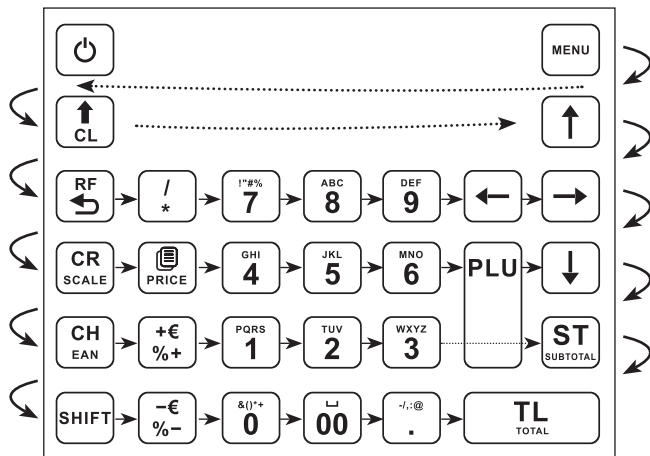 MENU
CL
RF
/
*
!"#%
7
ABC
8
DEF
9
CR
SCALE
PRICE
GHI
4
JKL
5
MNO
6
PLU
CH
EAN
+€
%+
PQRS
1
TUV
2
WXYZ
3
ST
SUBTOTAL
SHIFT
−€
%−
&()*+
0
00
-/,:@
.
TL
TOTAL